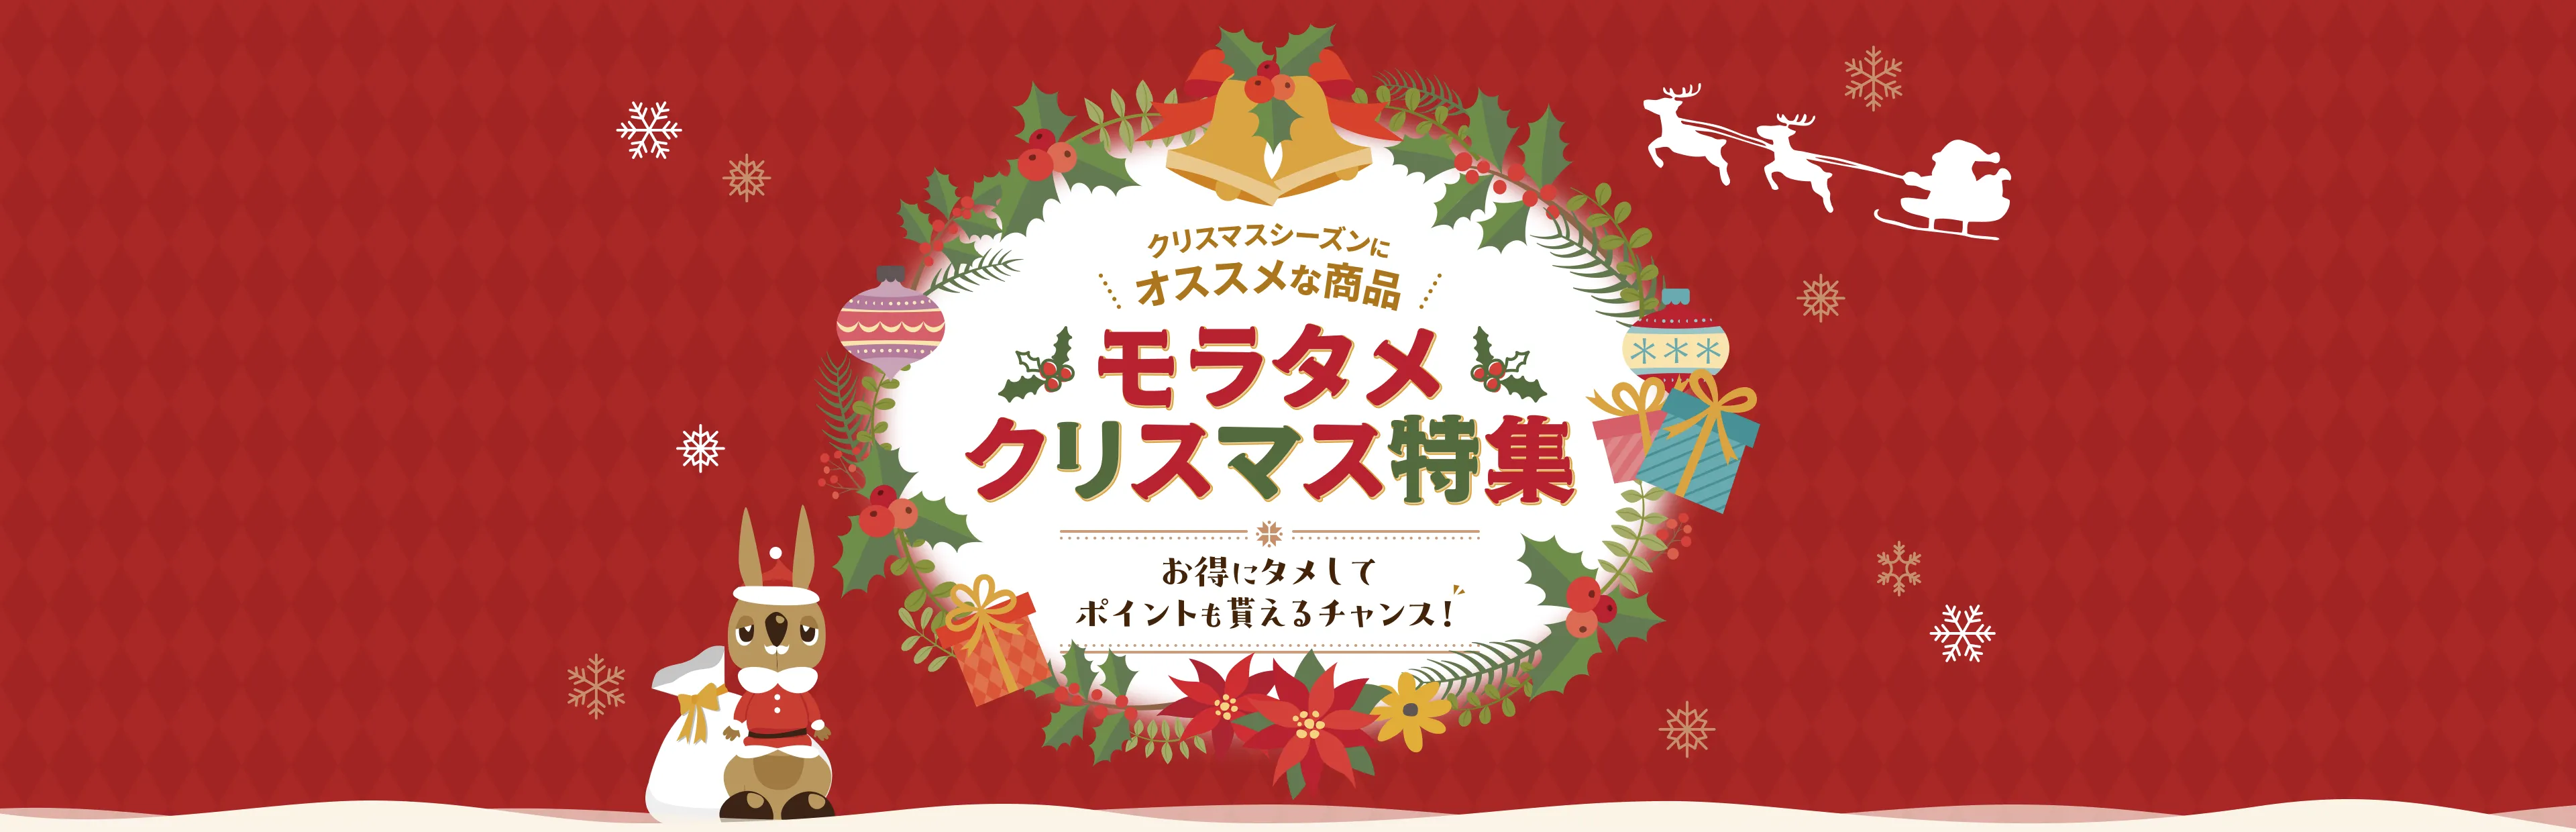 クリスマスシーズンに
オススメな商品
モラタメ
クリスマス特集
お得にタメして
ポイントも貰えるチャンス!